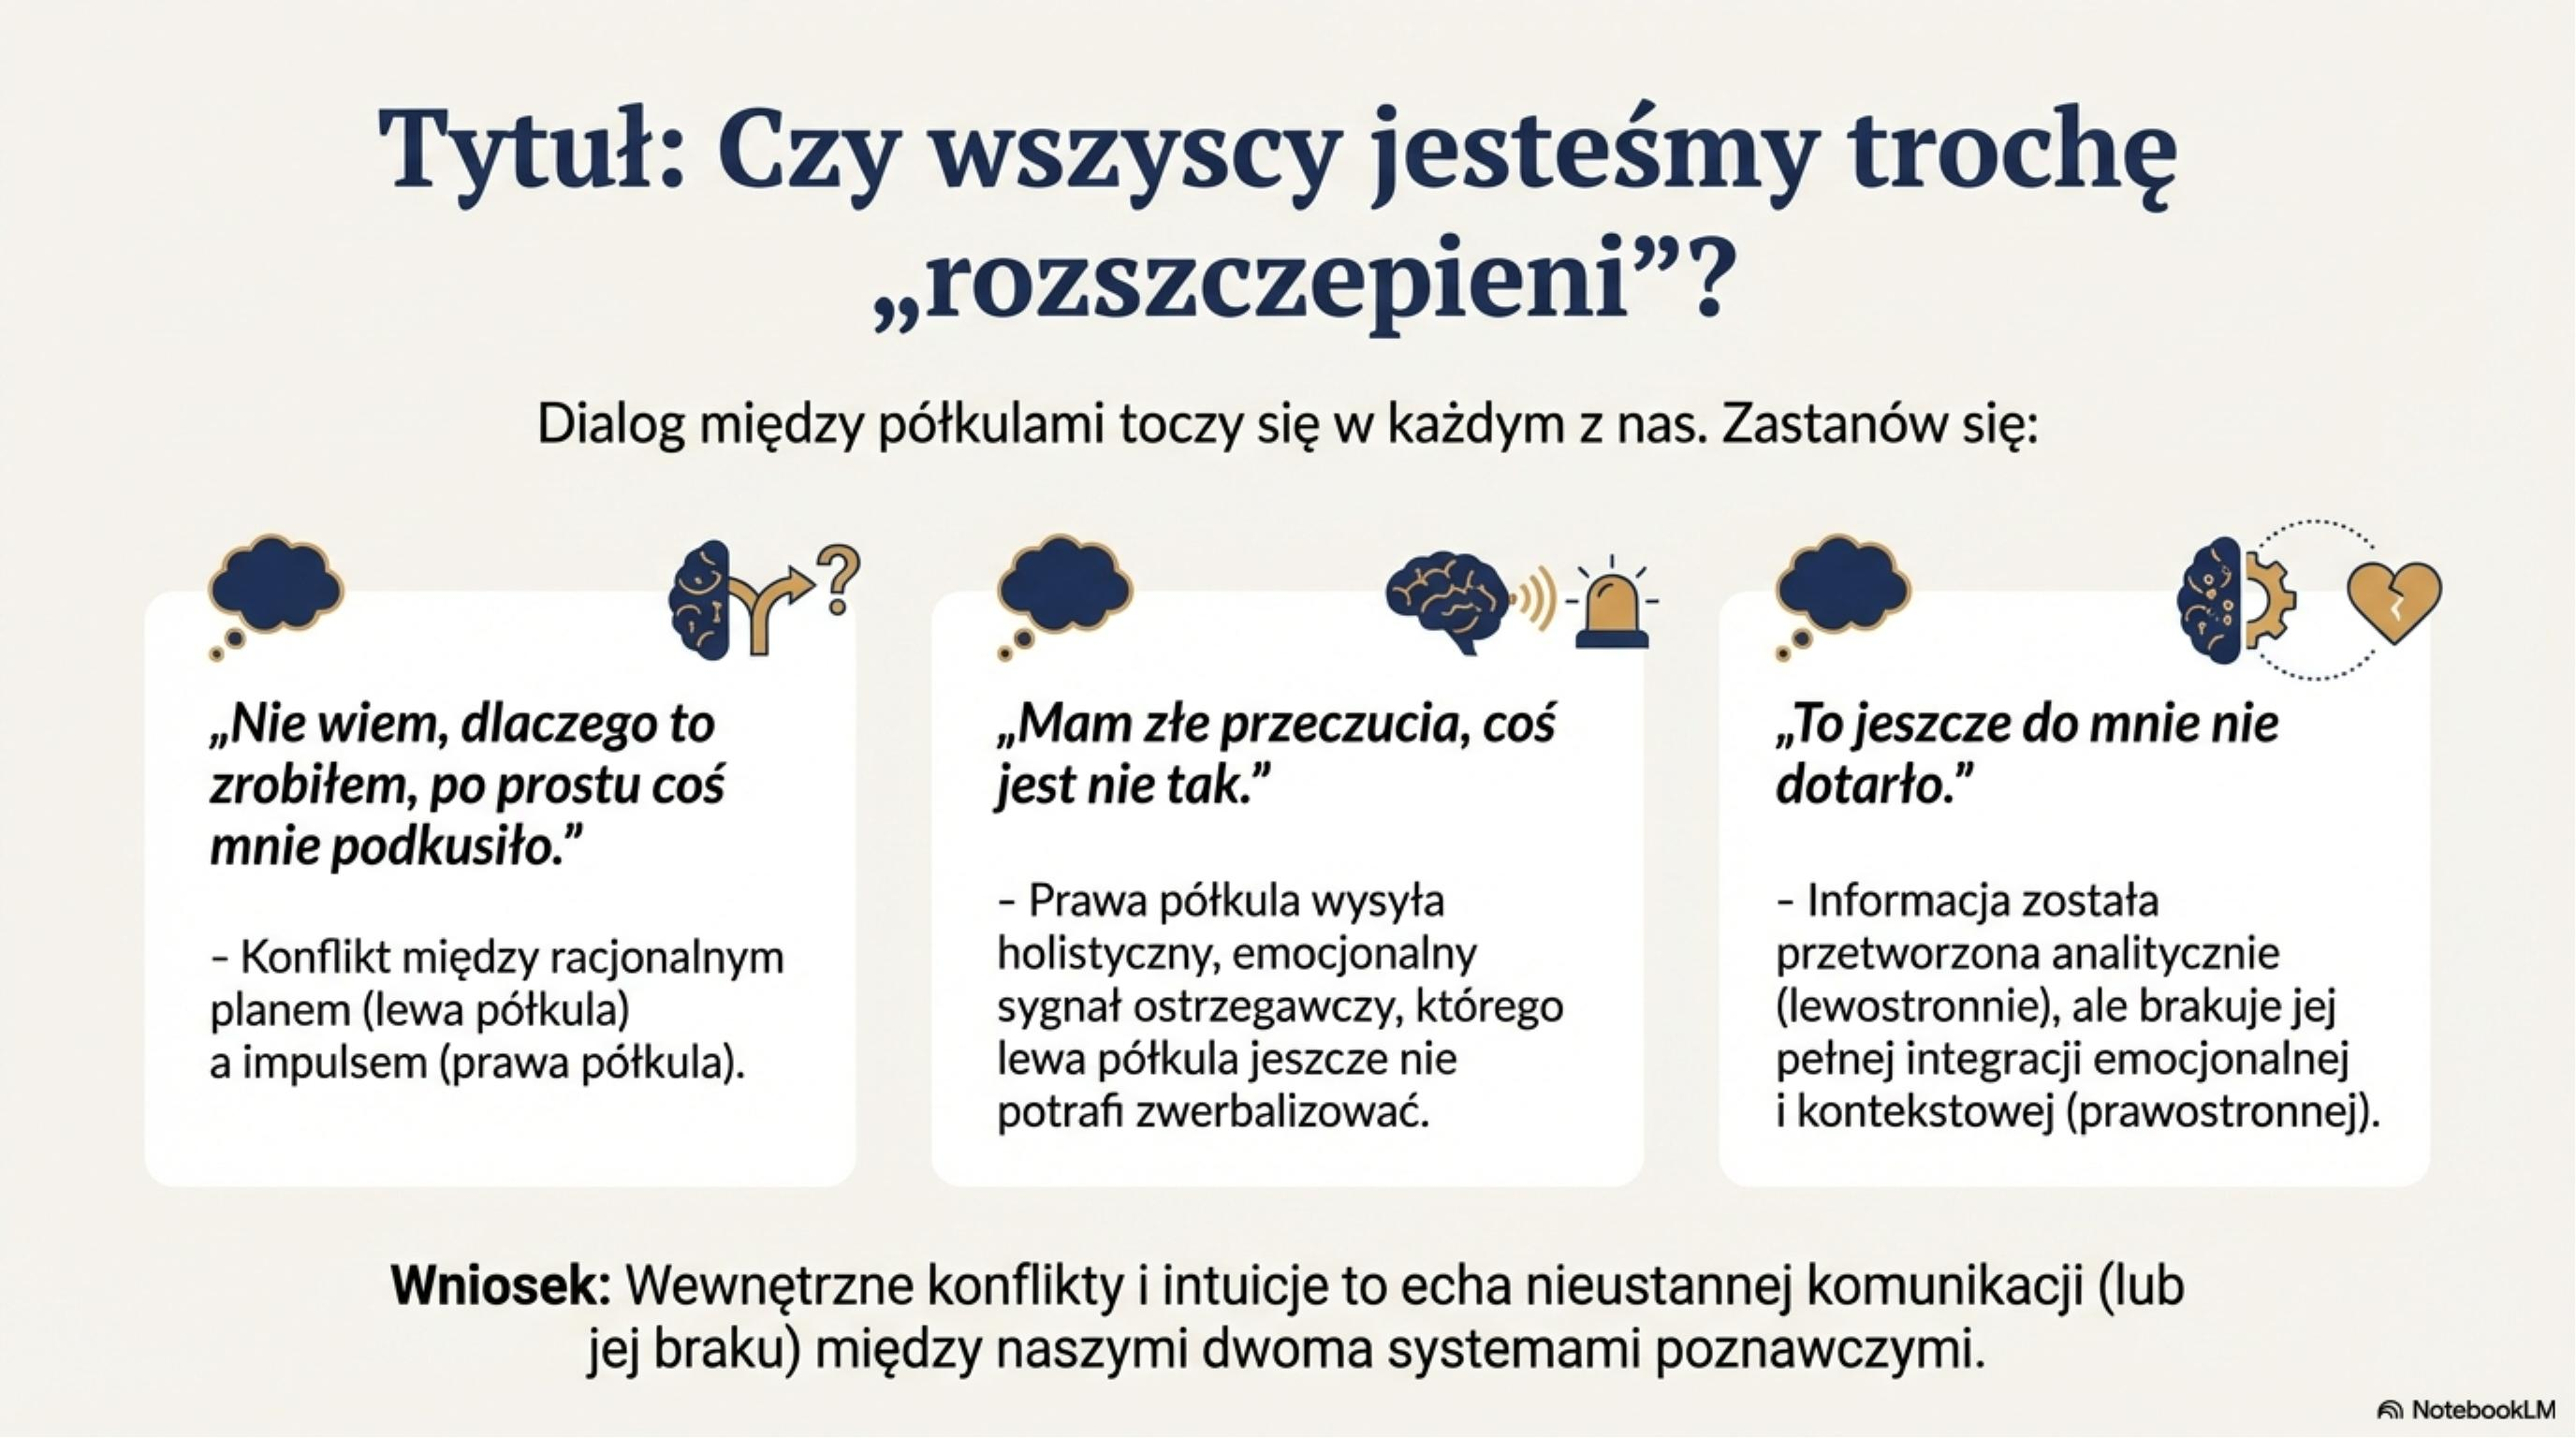 Tytuł: Czy wszyscy jesteśmy trochę
„rozszczepieni”?
Dialog między półkulami toczy się w każdym z nas. Zastanów się:
„Nie wiem, dlaczego to
zrobiłem, po prostu coś
mnie podkusiło.”
– Konflikt między racjonalnym
planem (lewa półkula)
a impulsem (prawa półkula).
„Mam złe przeczucia, coś
jest nie tak.”
– Prawa półkula wysyła
holistyczny, emocjonalny
sygnał ostrzegawczy, którego
lewa półkula jeszcze nie
potrafi zwerbalizować.
„To jeszcze do mnie nie
dotarło.”
– Informacja została
przetworzona analitycznie
(lewostronnie), ale brakuje jej
pełnej integracji emocjonalnej
i kontekstowej (prawostronnej).
Wniosek: Wewnętrzne konflikty i intuicje to echa nieustannej komunikacji (lub
jej braku) między naszymi dwoma systemami poznawczymi.
NotebookLM